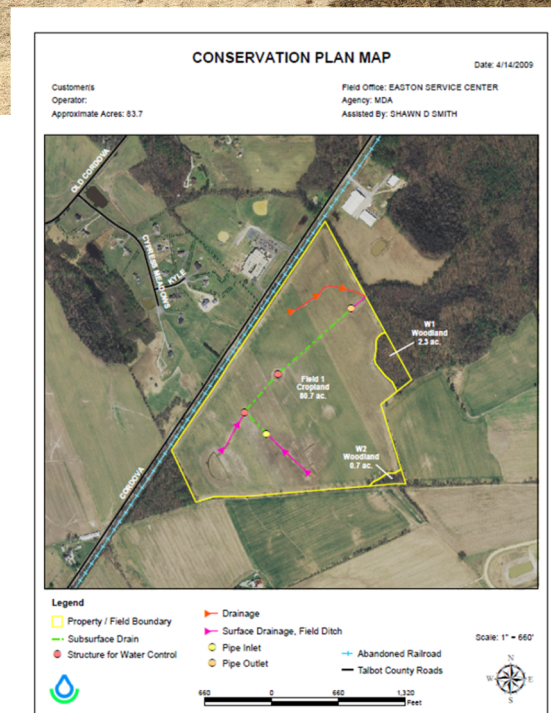 CONSERVATION PLAN MAP
Date: 4/14/2009
Customer/s
Operator:
Approximate Acres: 83.7
Field Office: EASTON SERVICE CENTER
Agency: MDA
Assisted By: SHAWN D SMITH
OLD CORDOVA
CYPRESS MEADOWS
KYLE
W1
Woodland
2.3 ac.
Field 1
Cropland
80.7 ac.
W2
Woodland
0.7 ac.
CORDOVA
Legend
Property / Field Boundary
Subsurface Drain
Structure for Water Control
Drainage
Surface Drainage, Field Ditch
Pipe Inlet
Pipe Outlet
Abandoned Railroad
Talbot County Roads
Scale: 1" = 660'
N
W E
S
660 0 660 1,320
Feet